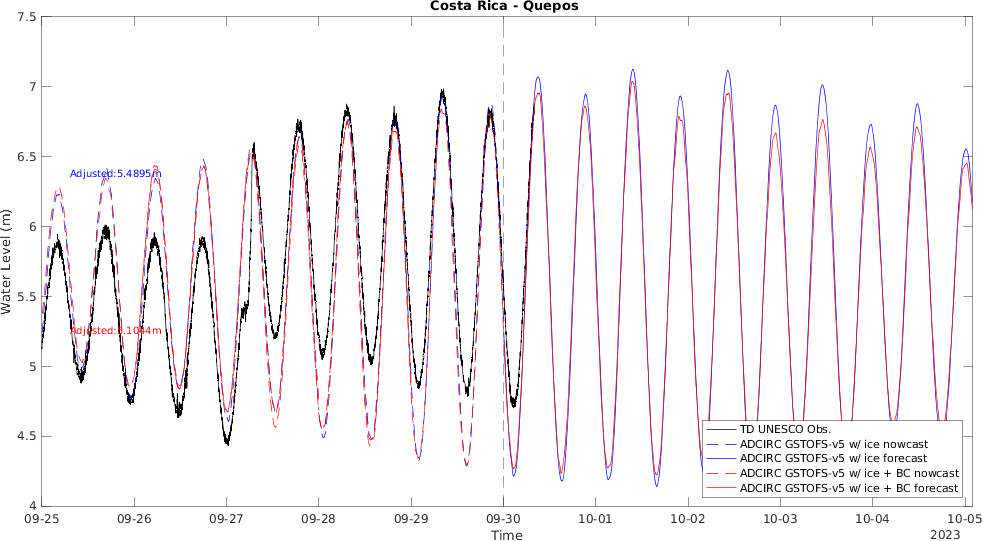 Costa Rica - Quepos
7.5
7
6.5
6
5.5
5
4.5
4
Water Level (m)
Adjusted:5.4895m
09-25
09-26
09-27
09-28
09-29
09-30
10-01
10-02
10-03
10-04
10-05
Time
2023
TD UNESCO Obs.
ADCIRC GSTOFS-v5 w/ ice nowcast
ADCIRC GSTOFS-v5 w/ ice forecast
ADCIRC GSTOFS-v5 w/ ice + BC nowcast
ADCIRC GSTOFS-v5 w/ ice + BC forecast